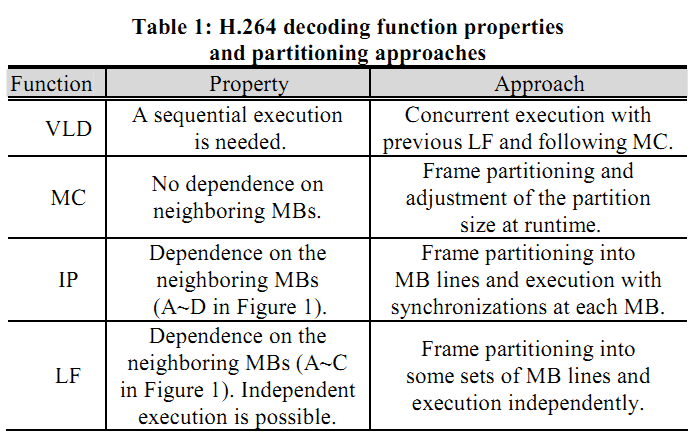 Table 1: H.264 decoding function properties
and partitioning approaches
Function Property Approach
VLD
A sequential execution
is needed.
Concurrent execution with
previous LF and following MC.
MC
No dependence on
neighboring MBs.
Frame partitioning and
adjustment of the partition
size at runtime.
IP
Dependence on the
neighboring MBs
(A~D in Figure 1).
Frame partitioning into
MB lines and execution with
synchronizations at each MB.
LF
Dependence on the
neighboring MBs (A~C
in Figure 1). Independent
execution is possible.
Frame partitioning into
some sets of MB lines and
execution independently.